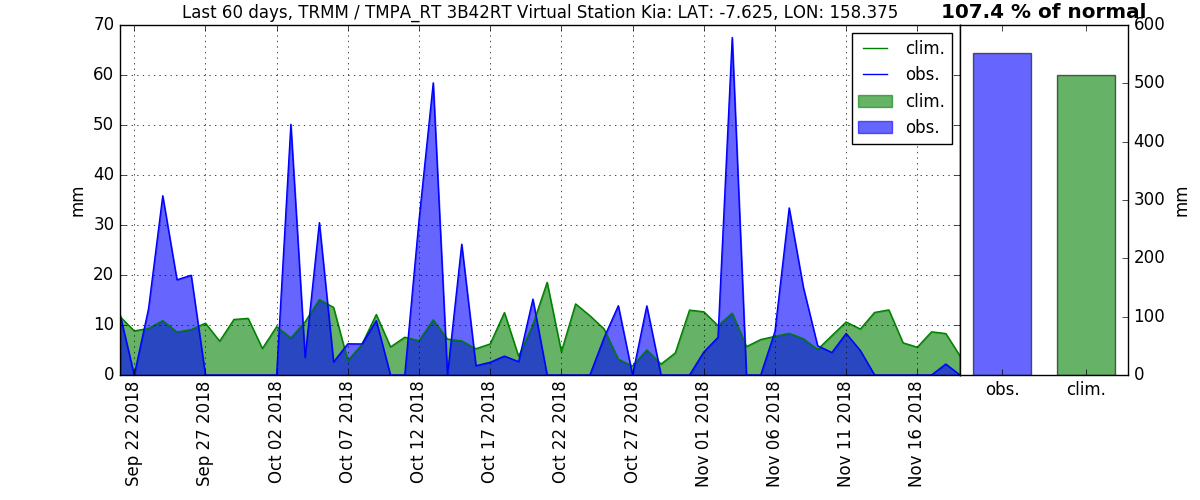 Last 60 days, TRMM / TMPA_RT 3B42RT Virtual Station Kia: LAT: -7.625, LON: 158.375
107.4 % of normal
70
60
50
40
30
20
10
0
mm
clim.
obs.
clim.
obs.
600
500
400
300
200
100
0
mm
Sep 22 2018
Sep 27 2018
Oct 02 2018
Oct 07 2018
Oct 12 2018
Oct 17 2018
Oct 22 2018
Oct 27 2018
Nov 01 2018
Nov 06 2018
Nov 11 2018
Nov 16 2018
obs.
clim.